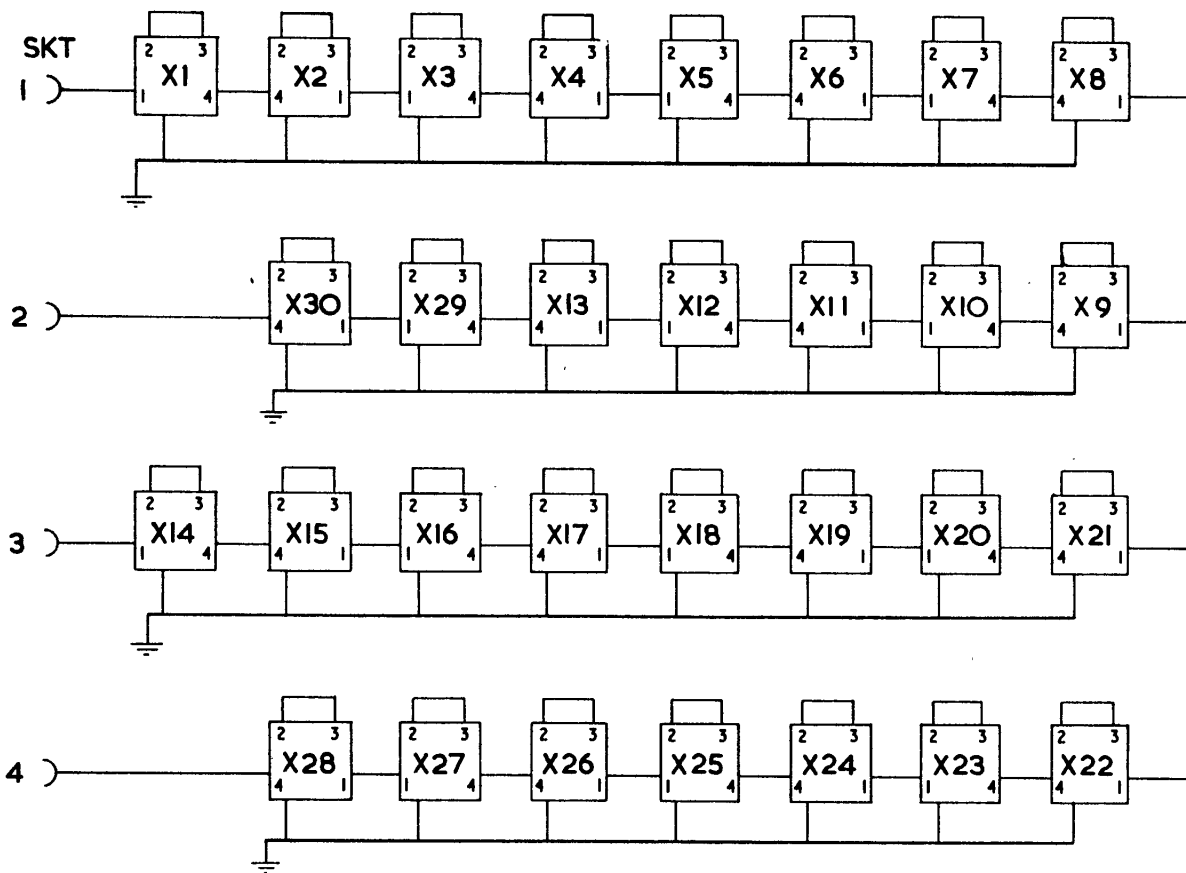 SKT
2 3 2 3 2 3 2 3 2 3 2 3 2 3 2 3
1 X1 X2 X3 X4 X5 X6 X7 X8
1 4 4 1 1 4 4 1 1 4 4 1 1 4 4 1
2 3 2 3 2 3 2 3 2 3 2 3 2 3
2 X30 X29 X13 X12 X11 X10 X9
4 1 1 4 4 1 1 4 4 1 1 4 4 1
2 3 2 3 2 3 2 3 2 3 2 3 2 3 2 3
3 X14 X15 X16 X17 X18 X19 X20 X21
1 4 4 1 1 4 4 1 1 4 4 1 1 4 4 1
2 3 2 3 2 3 2 3 2 3 2 3 2 3
4 X28 X27 X26 X25 X24 X23 X22
4 1 1 4 4 1 1 4 4 1 1 4 4 1